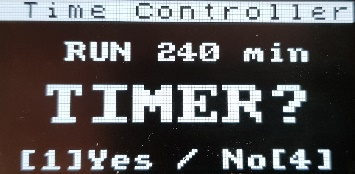 Time Controller
RUN 240 min
TIMER?
[1]Yes / No[4]